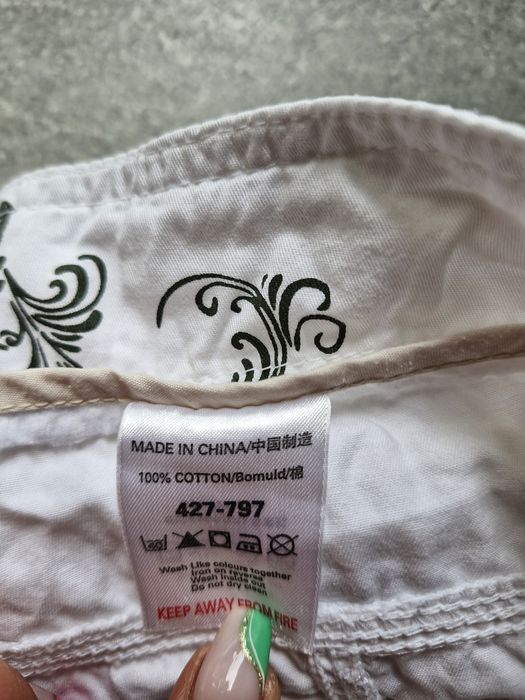 MADE IN CHINA/中国制造
100% COTTON/Bomuld/棉
427-797
Wash Like colours together
Iron on reverse
Wash inside out
Do not dry clean
KEEP AWAY FROM FIRE